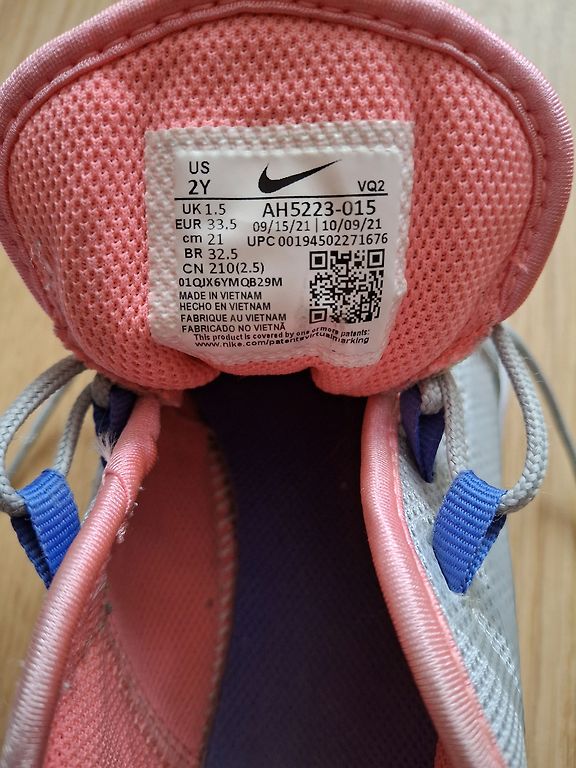 US
2Y
VQ2
UK 1.5 AH5223-015
EUR 33.5 09/15/21 | 10/09/21
cm 21 UPC 00194502271676
BR 32.5
CN 210(2.5)
01QJX6YMQB29M
MADE IN VIETNAM
HECHO EN VIETNAM
FABRIQUE AU VIETNAM
FABRICADO NO VIETNÃ
This product is covered by one or more patents:
www.nike.com/patentsvirtualmarking